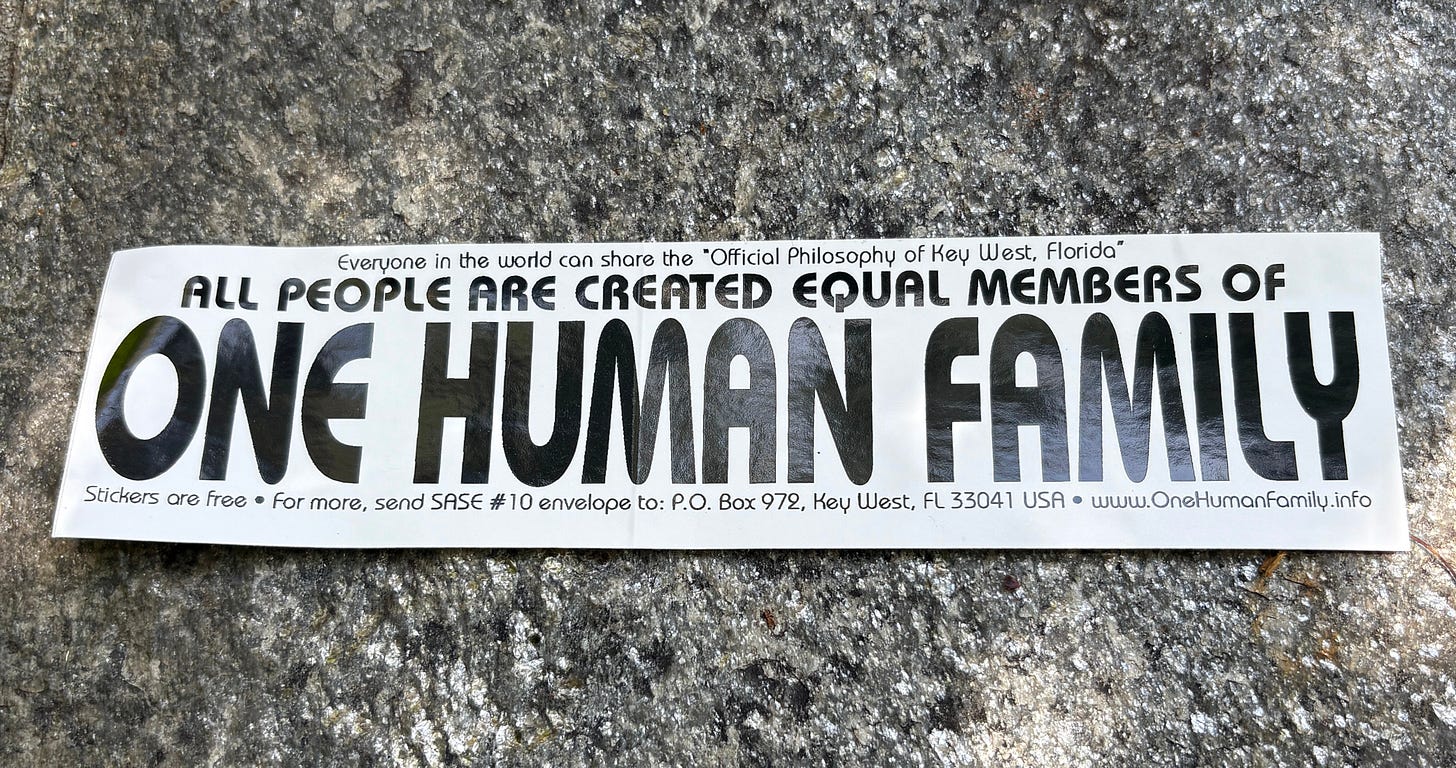 Everyone in the world can share the "Official Philosophy of Key West, Florida"
ALL PEOPLE ARE CREATED EQUAL MEMBERS OF
ONE HUMAN FAMILY
Stickers are free • For more, send SASE #10 envelope to: P.O. Box 972, Key West, FL 33041 USA • www.OneHumanFamily.info